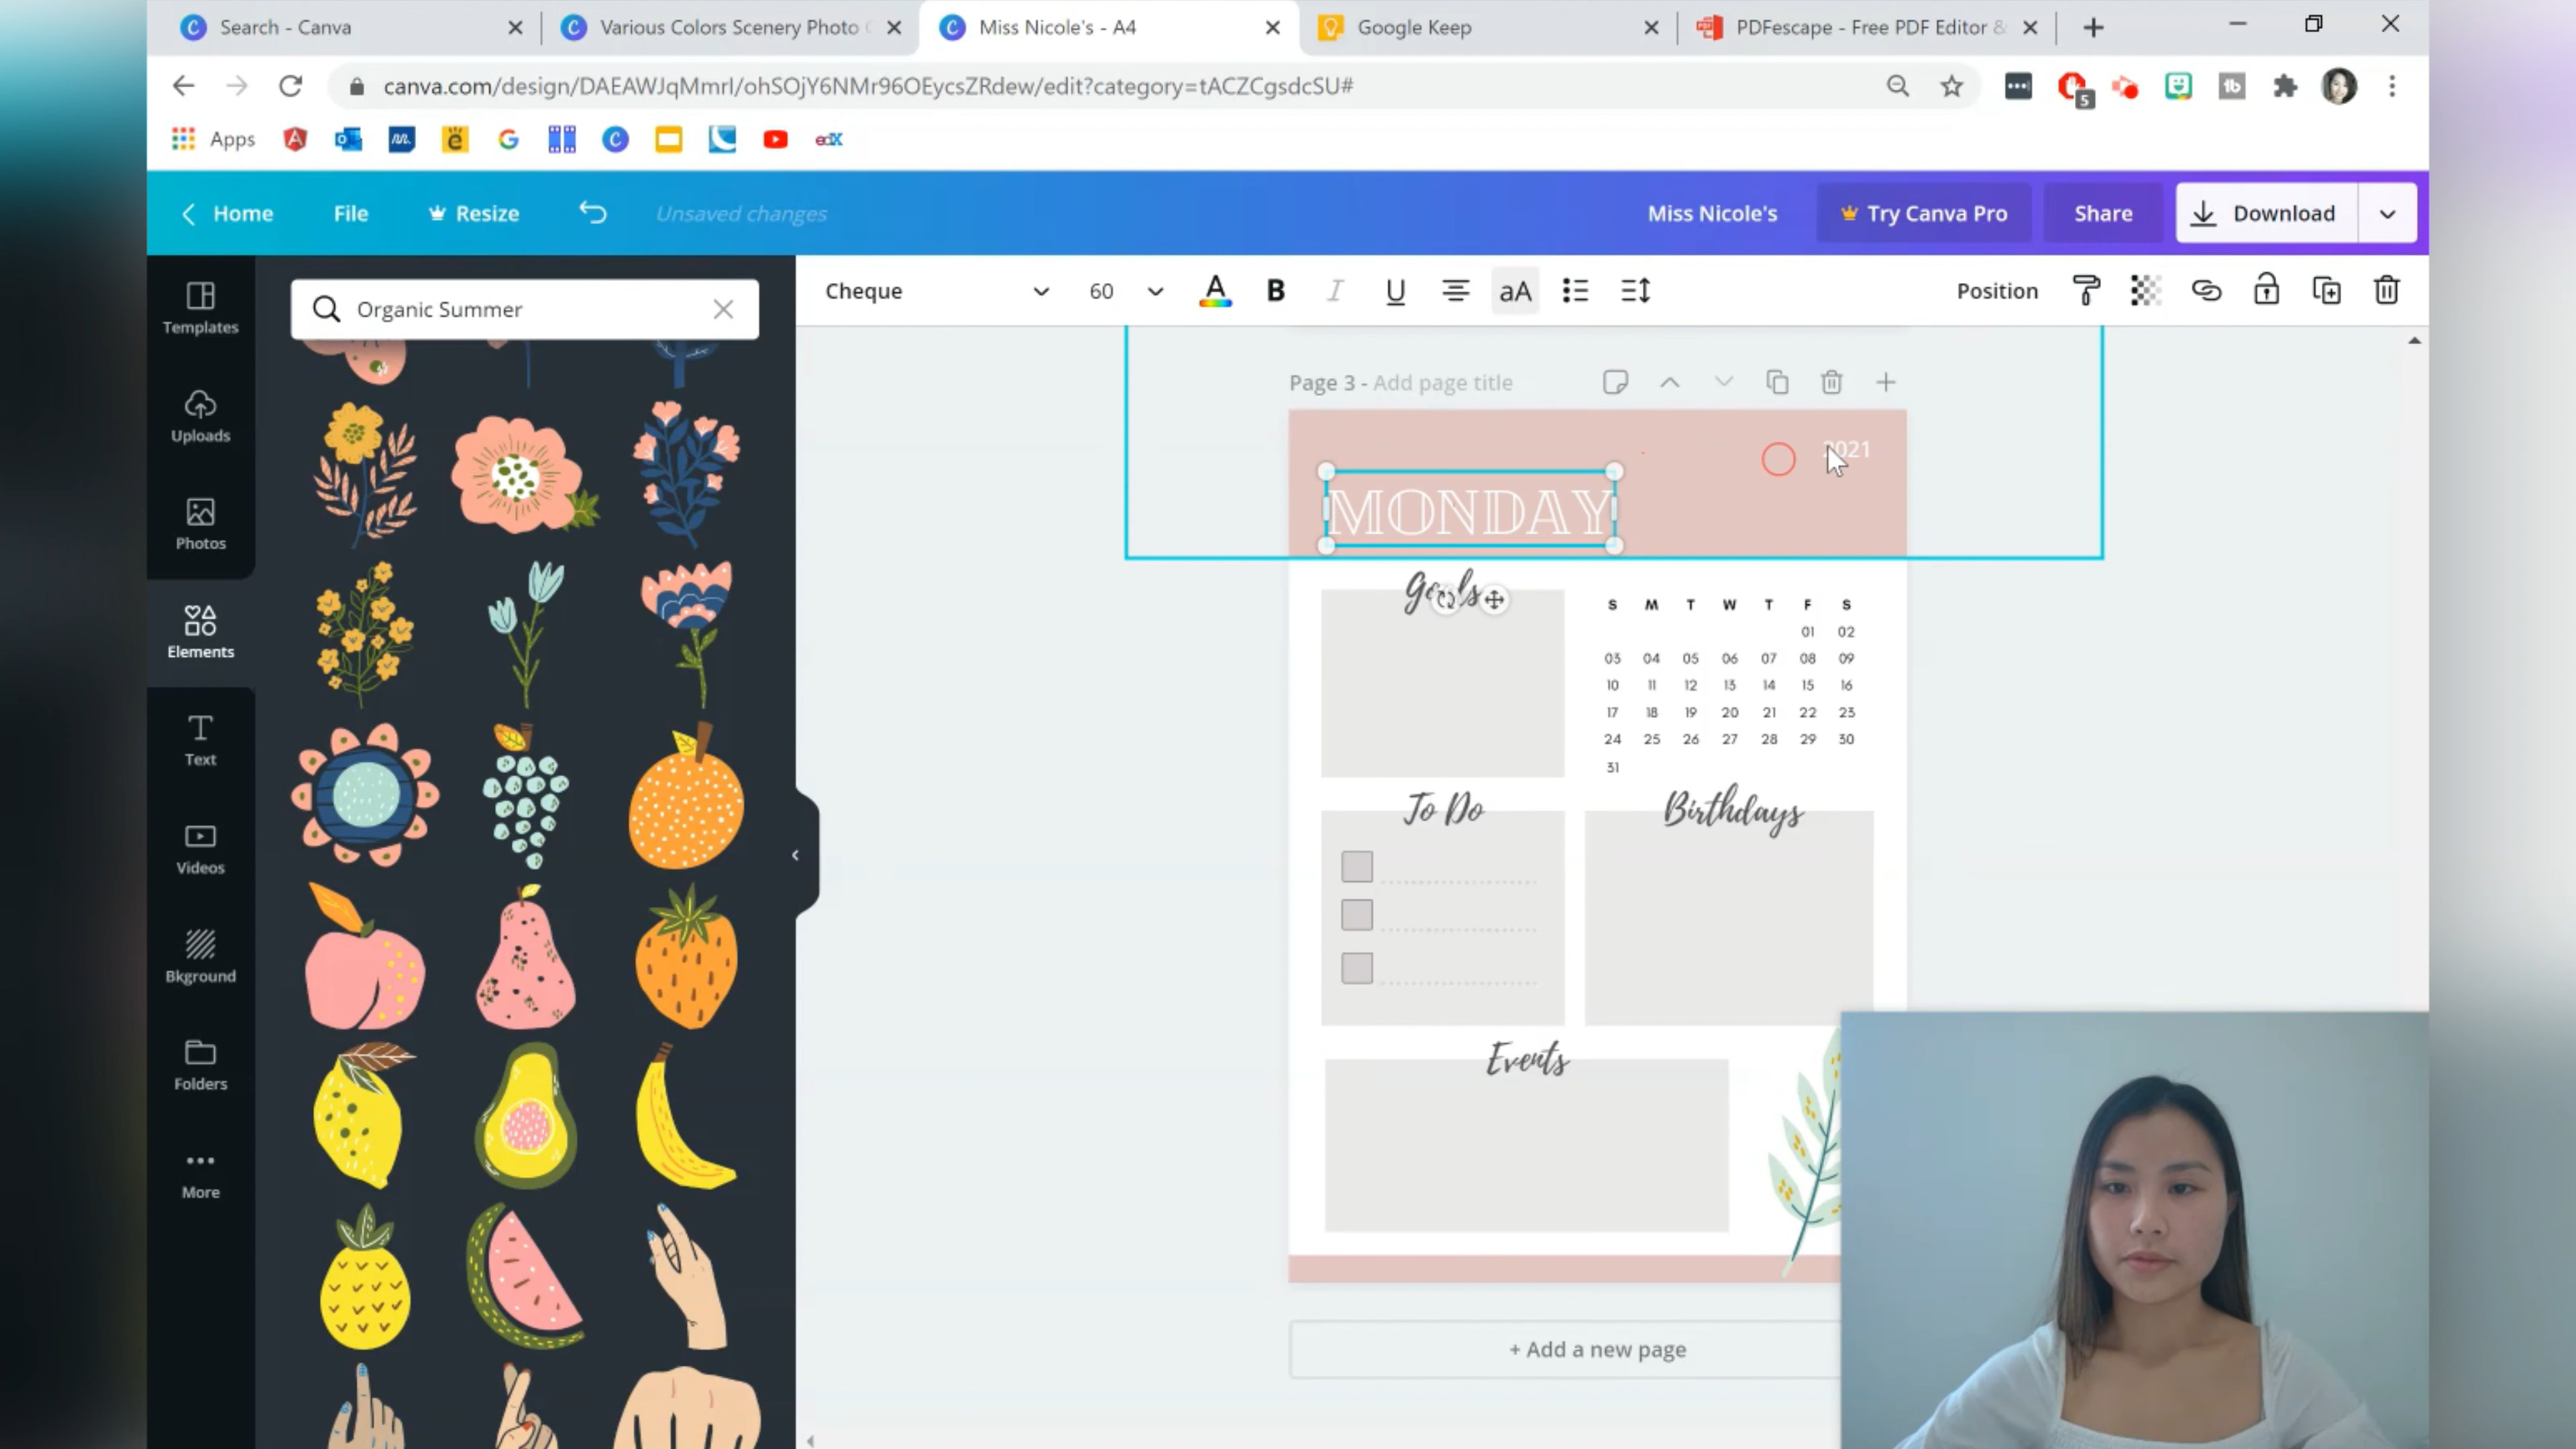 Search - Canva
Various Colors Scenery Photo
Miss Nicole's - A4
Google Keep
PDFescape - Free PDF Editor &
canva.com/design/DAEAWJqMmrI/ohSOjY6NMr96OEycsZRdew/edit?category=tACZCgsdcSU#
5
Apps
edX
Home
File
Resize
Unsaved changes
Miss Nicole's
Try Canva Pro
Share
Download
Templates
Uploads
Photos
Elements
Text
Videos
Bkground
Folders
More
Organic Summer
Cheque
60
A
B
I
U
aA
Position
Page 3 - Add page title
2021
MONDAY
Goals
S M T W T F S
01 02
03 04 05 06 07 08 09
10 11 12 13 14 15 16
17 18 19 20 21 22 23
24 25 26 27 28 29 30
31
To Do
Birthdays
Events
+ Add a new page